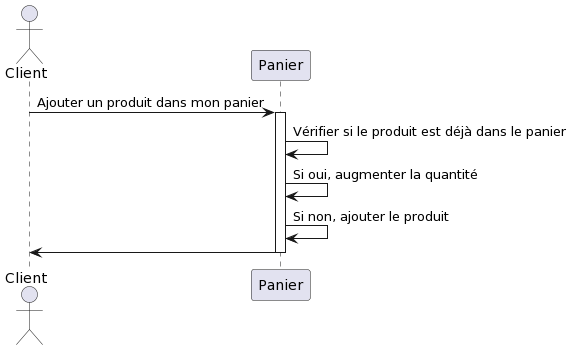 Client
Panier
Ajouter un produit dans mon panier
Vérifier si le produit est déjà dans le panier
Si oui, augmenter la quantité
Si non, ajouter le produit
Client
Panier